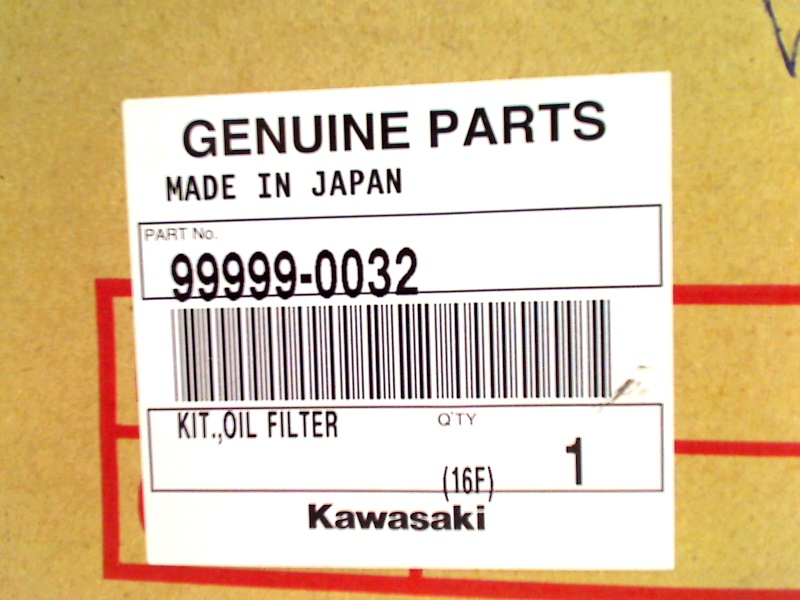 GENUINE PARTS
MADE IN JAPAN
PART No.
99999-0032
KIT.,OIL FILTER
Q'TY
(16F)
1
Kawasaki